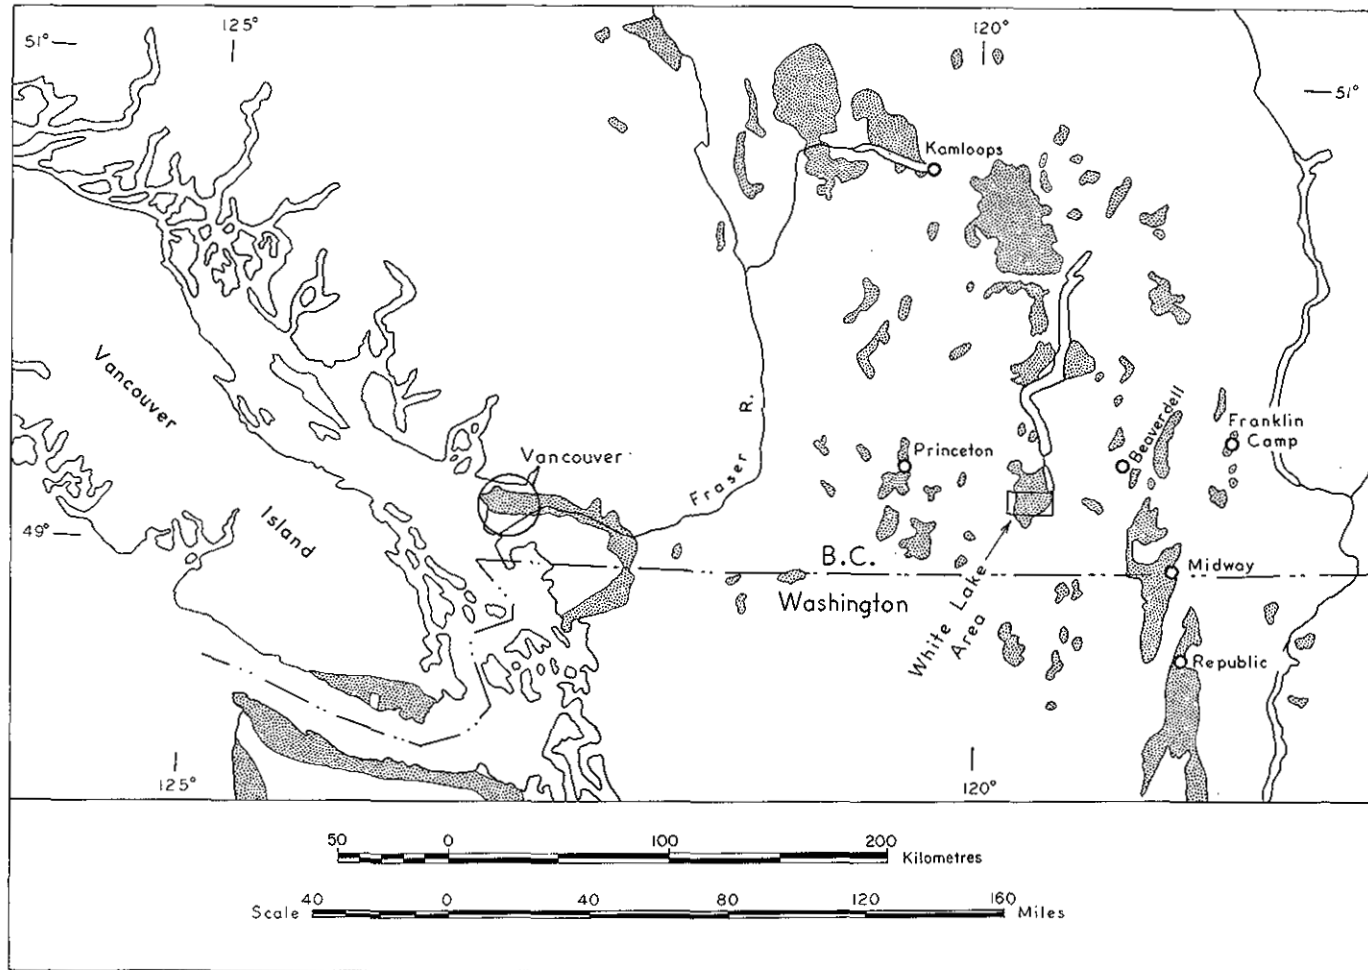 125°
120°
51°
51°
Kamloops
Vancouver
Island
Vancouver
Fraser R.
Princeton
Beaverdell
Franklin
Camp
49°
B.C.
Washington
Midway
White Lake
Area
Republic
125°
120°
50 0 100 200
Kilometres
40 0 40 80 120 160
Scale Miles